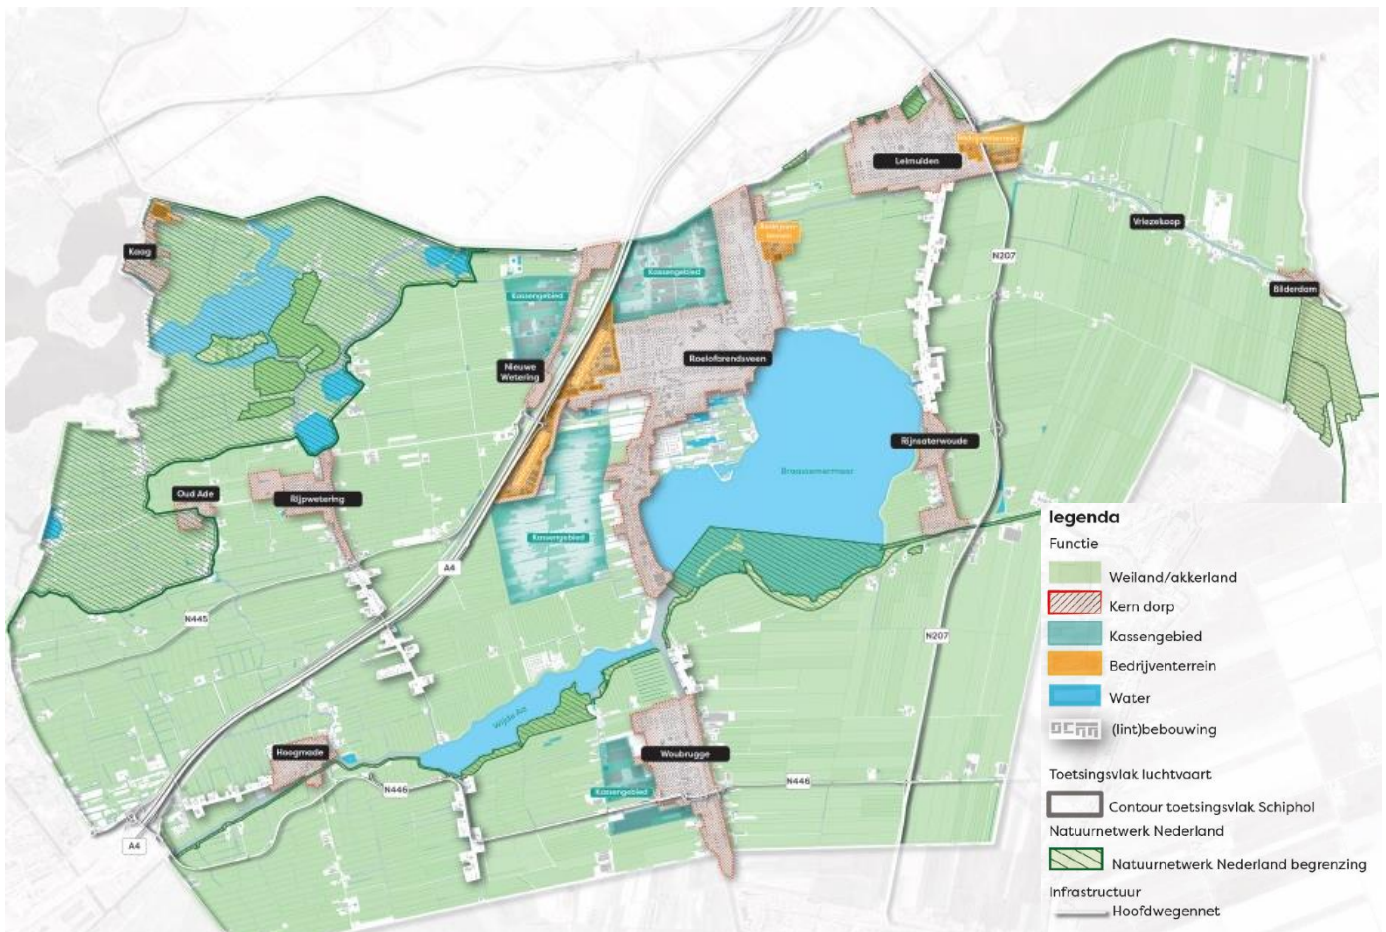 Leimuiden
Kaag
Vriezekoop
N207
Bilderdam
Kassengebied
Kassengebied
Roelofarendsveen
Nieuwe
Wetering
Rijnsaterwoude
Braassemermeer
Oud Ade
Rijpwetering
Kassengebied
A4
N445
N207
Wijde Aa
Hoogmade
Woubrugge
N446
N446
Kassengebied
A4
legenda
Functie
Weiland/akkerland
Kern dorp
Kassengebied
Bedrijventerrein
Water
(lint)bebouwing
Toetsingsvlak luchtvaart
Contour toetsingsvlak Schiphol
Natuurnetwerk Nederland
Natuurnetwerk Nederland begrenzing
Infrastructuur
Hoofdwegennet